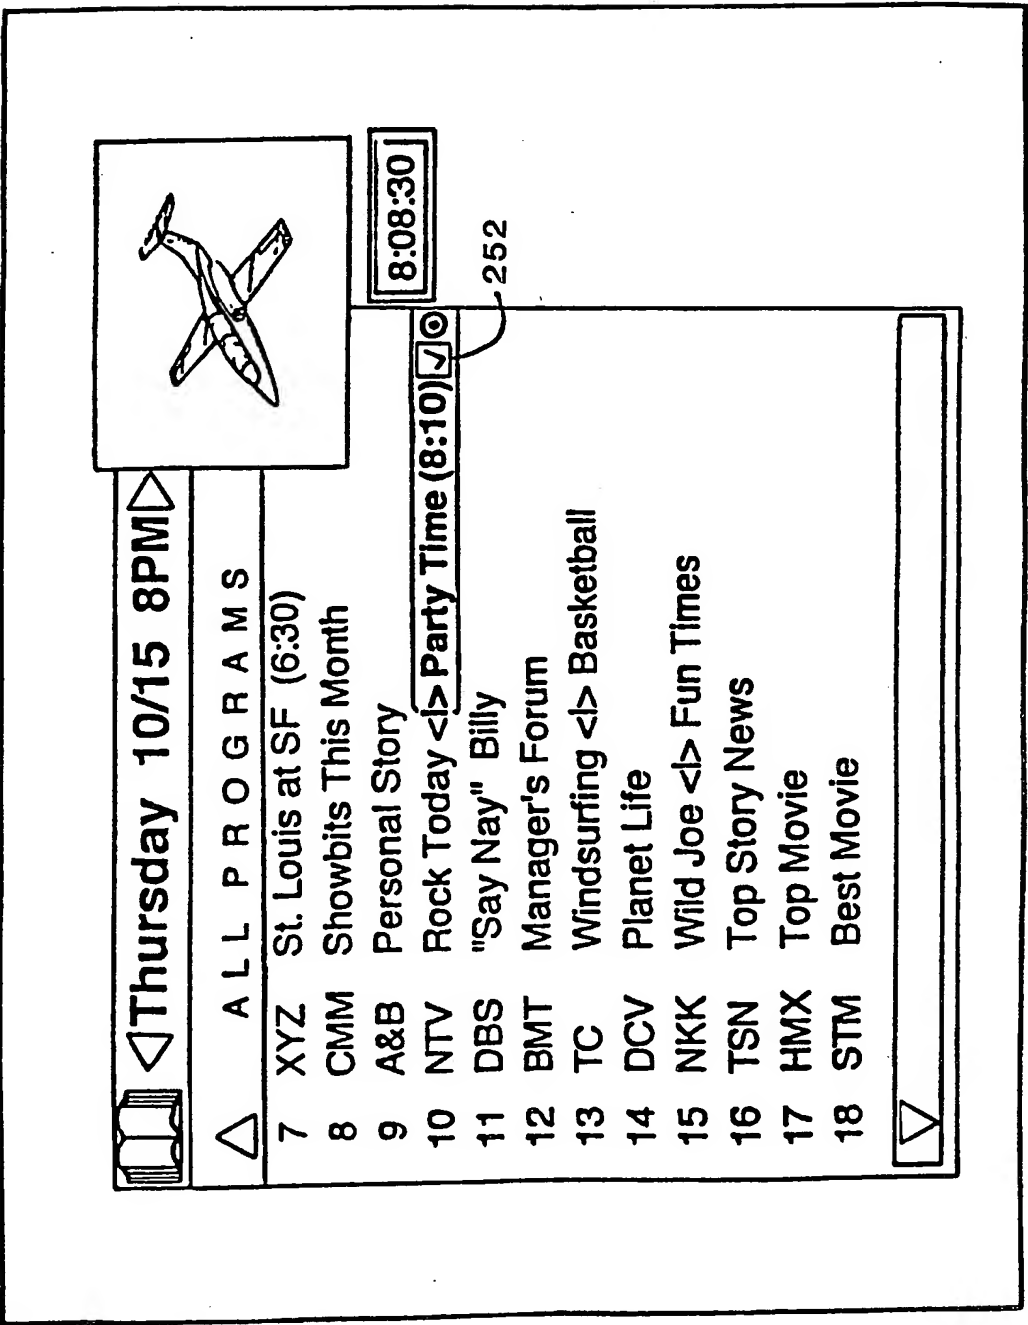 Thursday 10/15 8PM
ALL PROGRAMS
8:08:30
7 XYZ St. Louis at SF (6:30)
8 CMM Showbits This Month
9 A&B Personal Story
10 NTV Rock Today <|> Party Time (8:10)
11 DBS "Say Nay" Billy
12 BMT Manager's Forum
13 TC Windsurfing <|> Basketball
14 DCV Planet Life
15 NKK Wild Joe <|> Fun Times
16 TSN Top Story News
17 HMX Top Movie
18 STM Best Movie
252